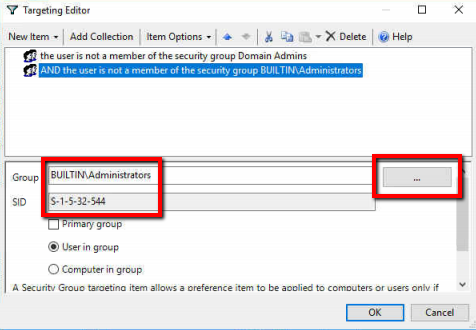 Targeting Editor
New Item Add Collection Item Options Delete Help
the user is not a member of the security group Domain Admins
AND the user is not a member of the security group BUILTIN\Administrators
Group BUILTIN\Administrators ...
SID S-1-5-32-544
Primary group
User in group
Computer in group
A Security Group targeting item allows a preference item to be applied to computers or users only if
OK Cancel